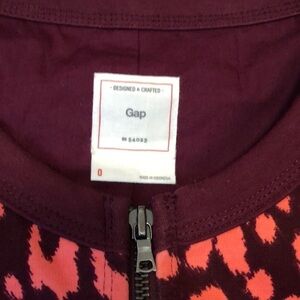 · DESIGNED & CRAFTED ·
Gap
0
MADE IN INDONESIA